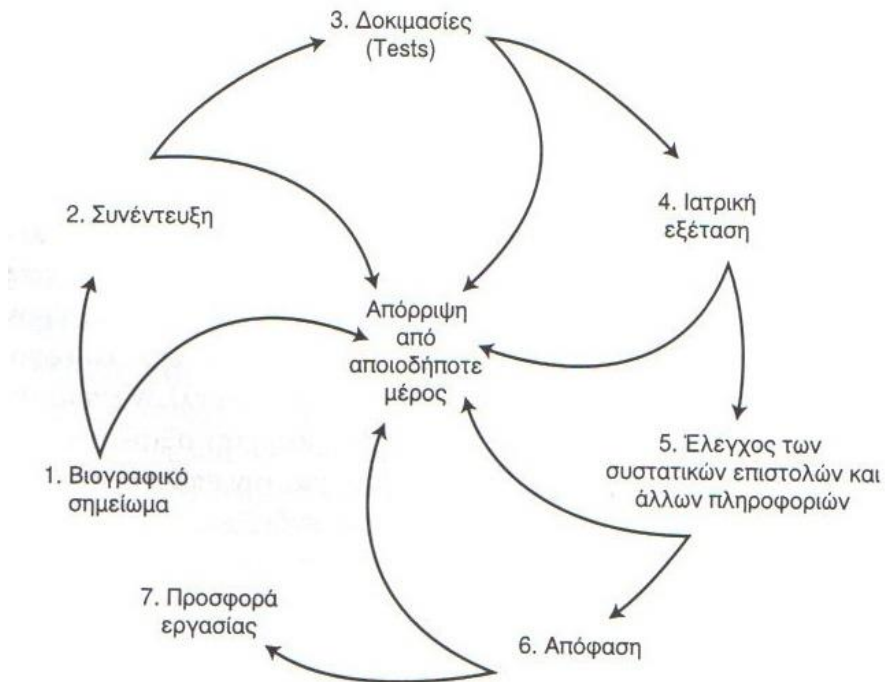 3. Δοκιμασίες
(Tests)
2. Συνέντευξη
4. Ιατρική
εξέταση
Απόρριψη
από
αποιοδήποτε
μέρος
1. Βιογραφικό
σημείωμα
5. Έλεγχος των
συστατικών επιστολών και
άλλων πληροφοριών
7. Προσφορά
εργασίας
6. Απόφαση